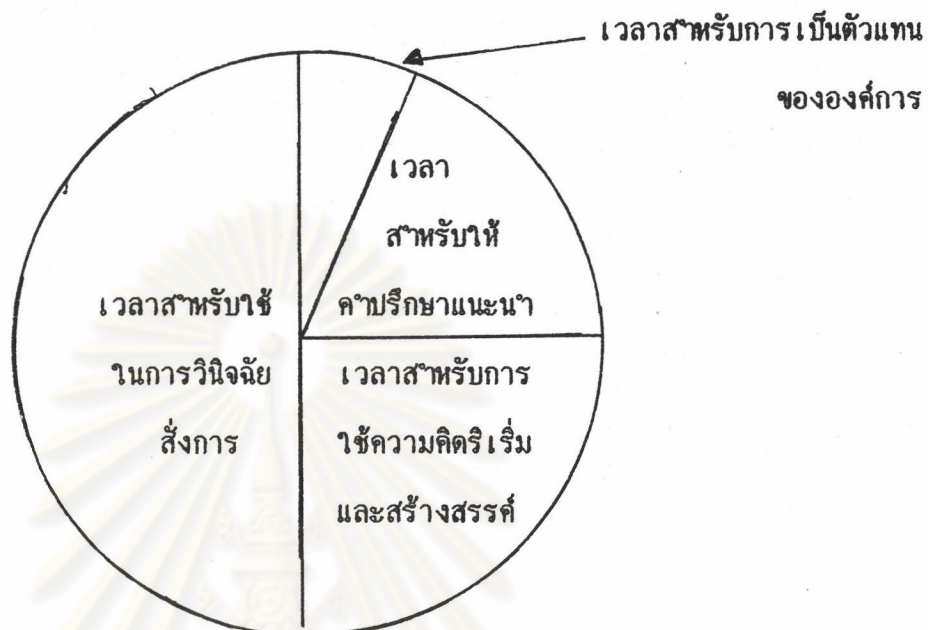 เวลาสำหรับการเป็นตัวแทน
ขององค์การ
เวลา
สำหรับให้
คำปรึกษาแนะนำ
เวลาสำหรับใช้
ในการวินิจฉัย
สั่งการ
เวลาสำหรับการ
ใช้ความคิดริเริ่ม
และสร้างสรรค์